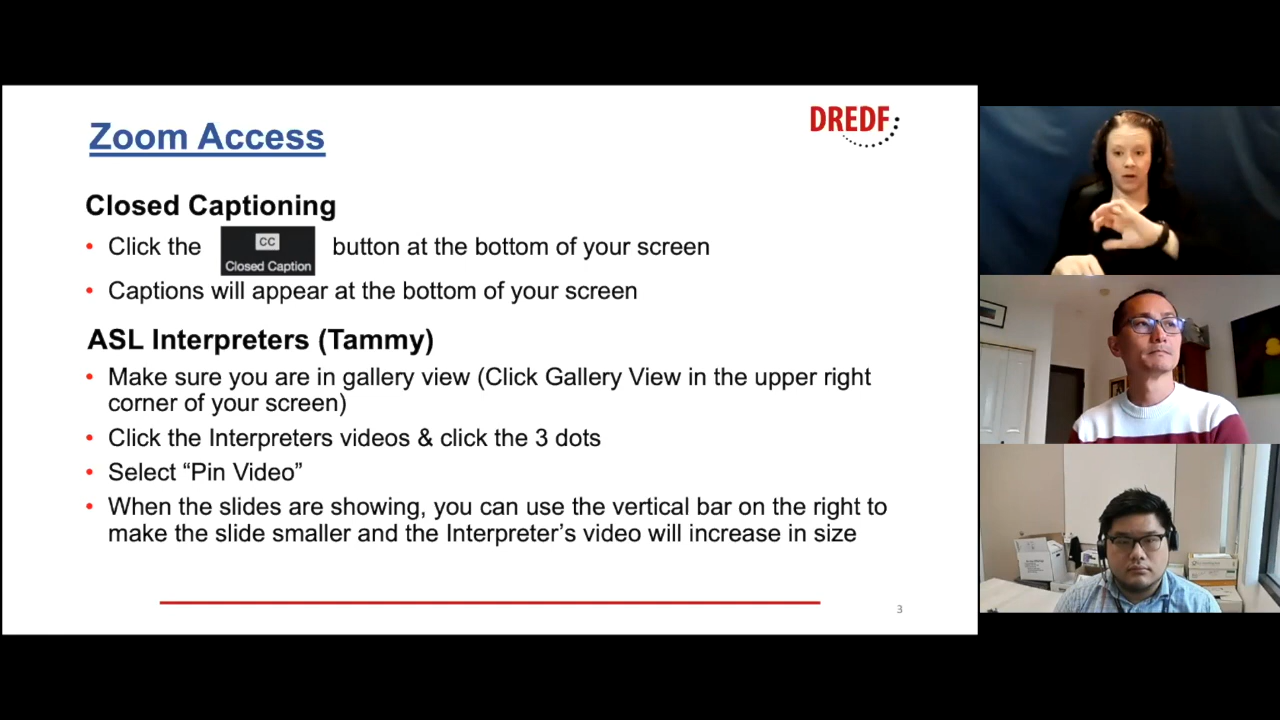 Zoom Access
DREDF
Closed Captioning
• Click the CC Closed Caption button at the bottom of your screen
• Captions will appear at the bottom of your screen
ASL Interpreters (Tammy)
• Make sure you are in gallery view (Click Gallery View in the upper right
corner of your screen)
• Click the Interpreters videos & click the 3 dots
• Select “Pin Video”
• When the slides are showing, you can use the vertical bar on the right to
make the slide smaller and the Interpreter’s video will increase in size
3